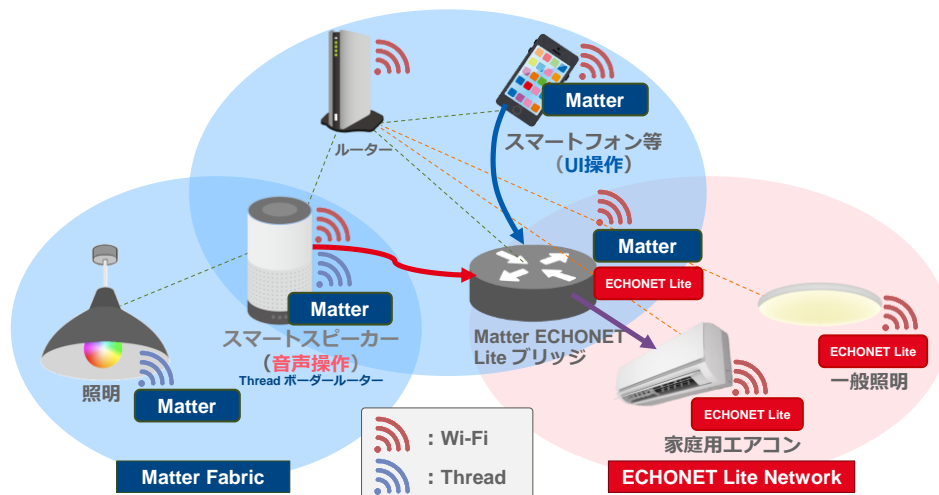 Matter
ルーター
スマートフォン等
（UI操作）
Matter
ECHONET Lite
Matter
スマートスピーカー
（音声操作）
Thread ボーダールーター
Matter ECHONET
Lite ブリッジ
照明
Matter
ECHONET Lite
一般照明
ECHONET Lite
家庭用エアコン
：Wi-Fi
：Thread
Matter Fabric
ECHONET Lite Network